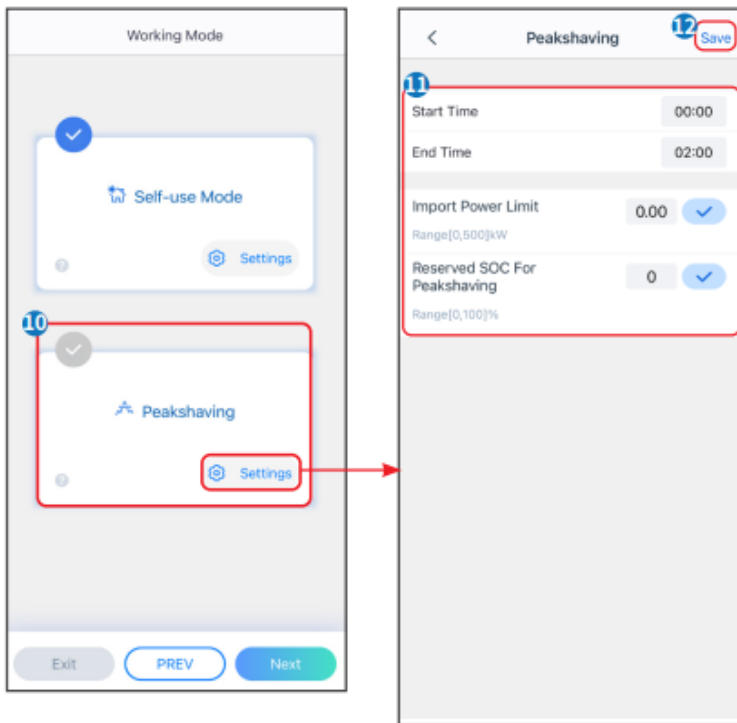 Working Mode
Self-use Mode
?
Settings
10
Peakshaving
?
Settings
Exit
PREV
Next
12
Peakshaving
Save
11
Start Time
00:00
End Time
02:00
Import Power Limit
0.00
Range[0,500]kW
Reserved SOC For
Peakshaving
0
Range[0,100]%